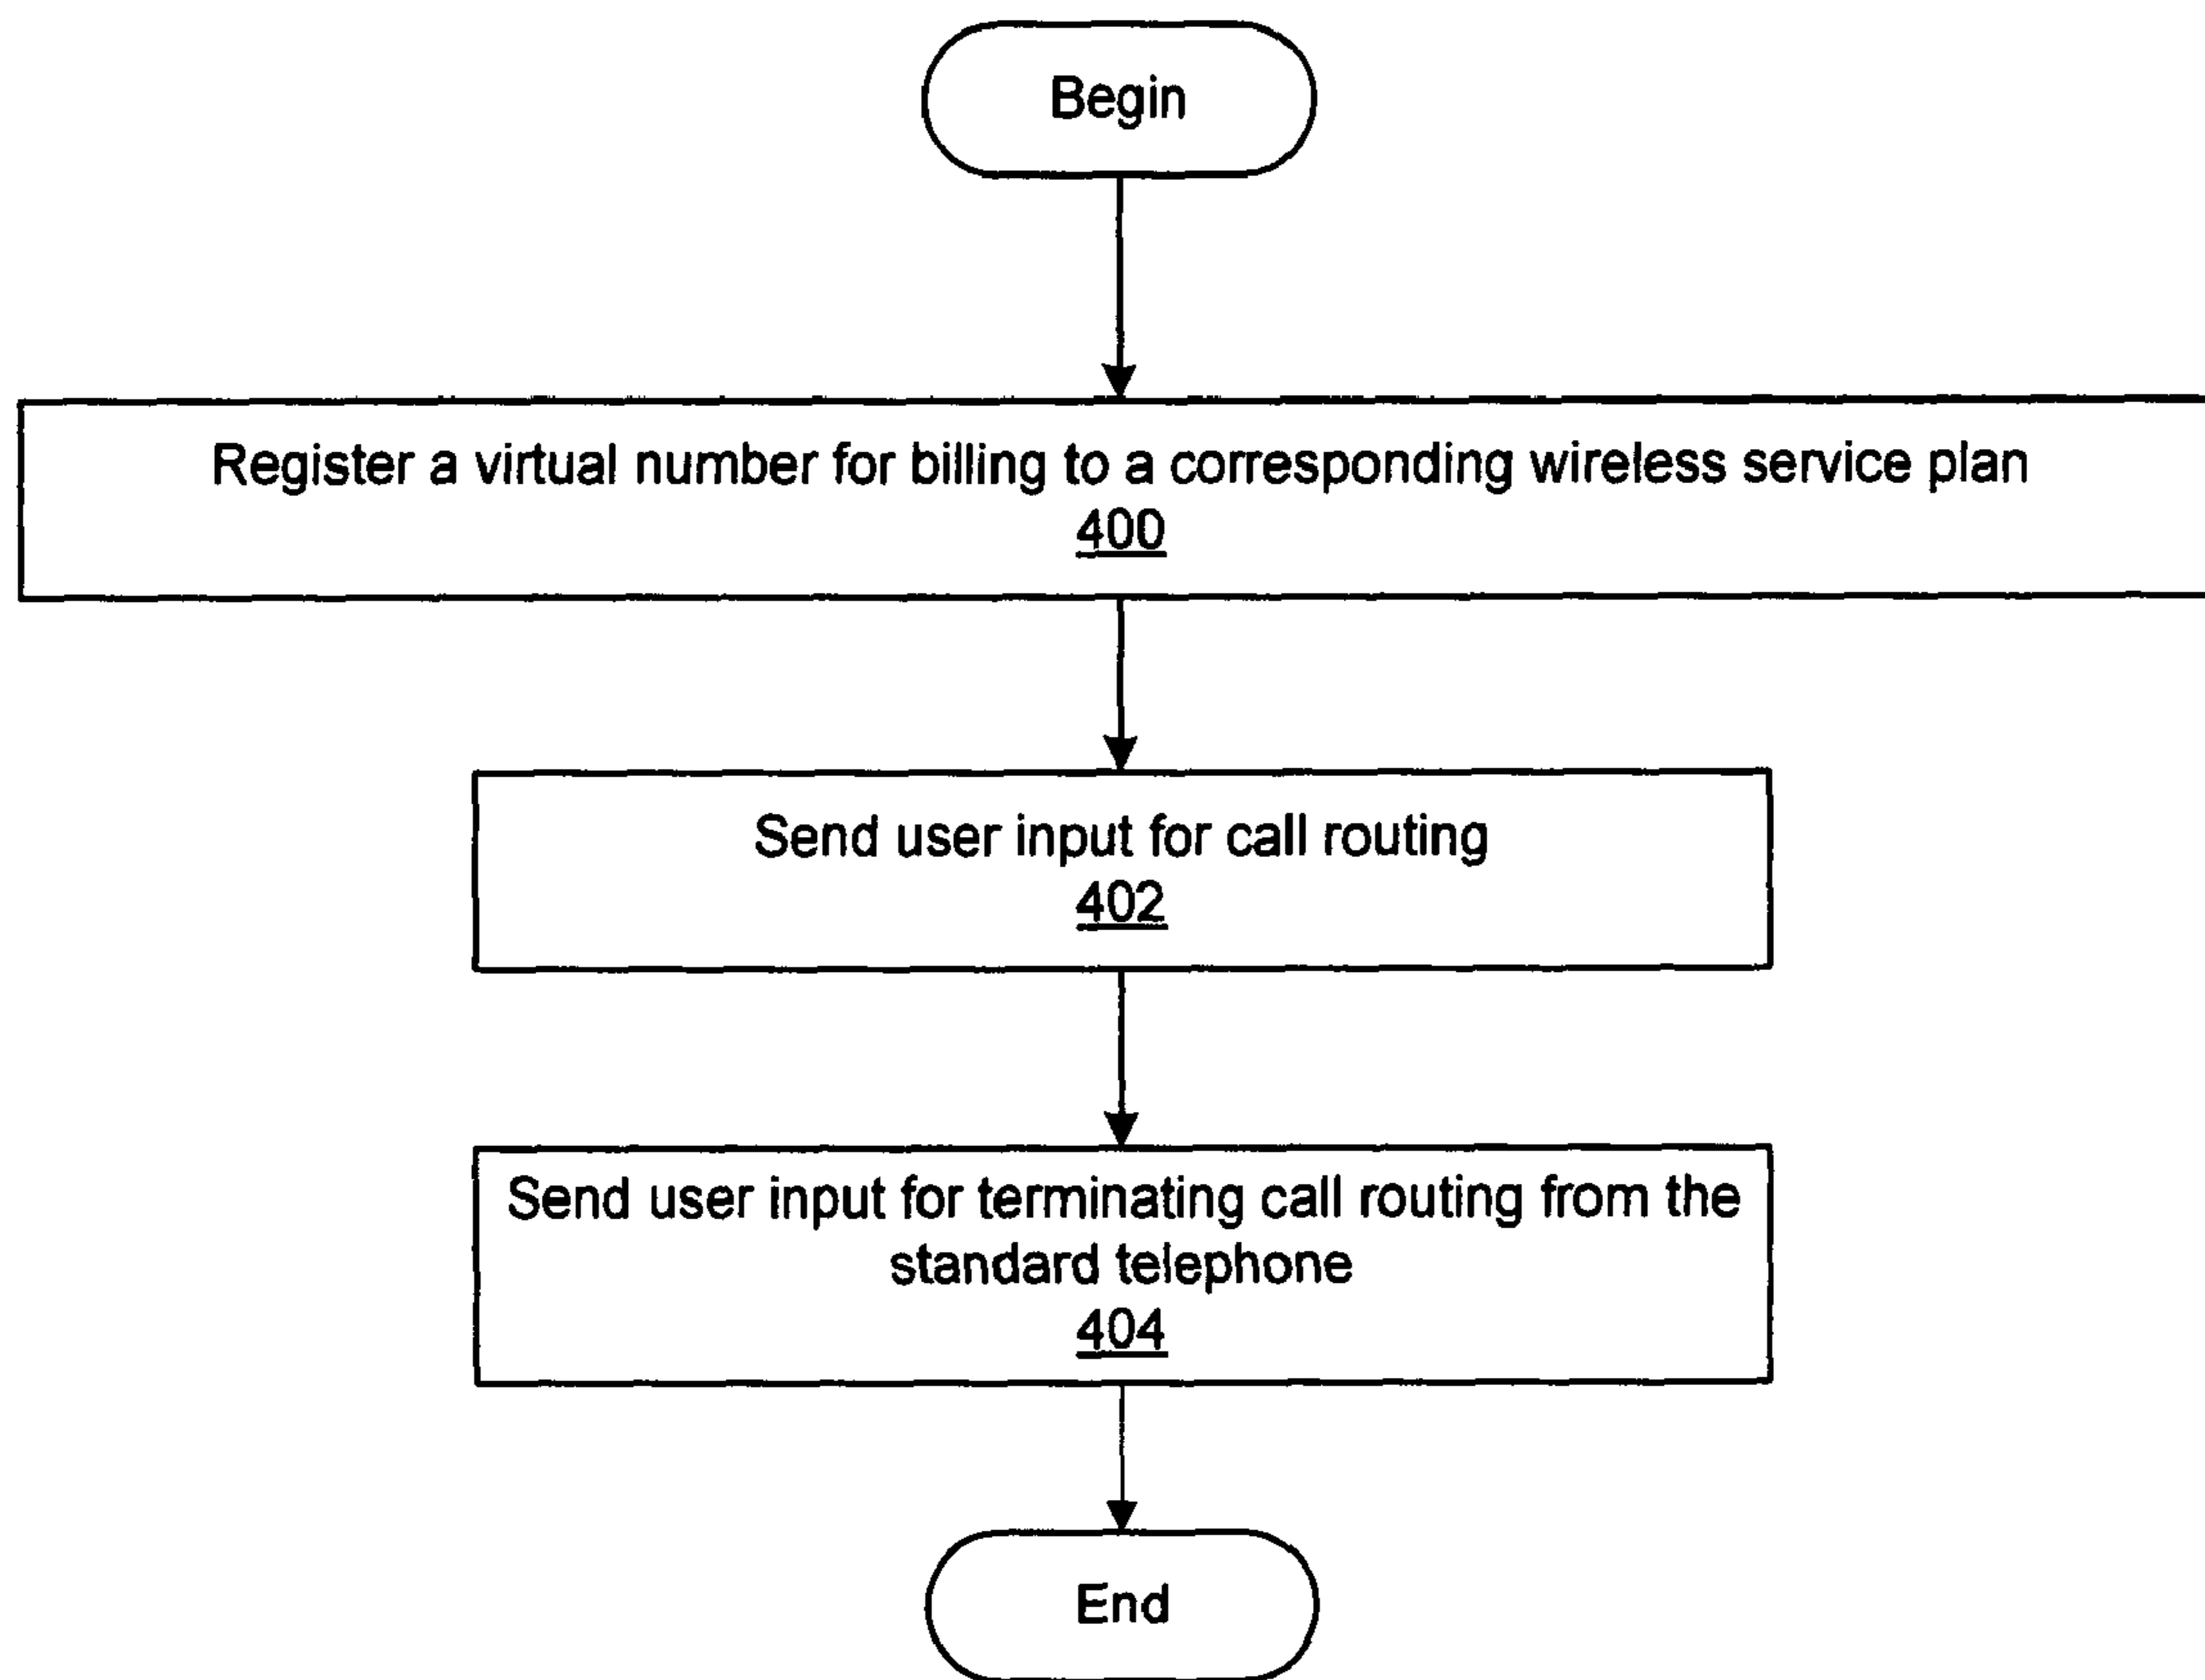 Begin
Register a virtual number for billing to a corresponding wireless service plan
400
Send user input for call routing
402
Send user input for terminating call routing from the
standard telephone
404
End